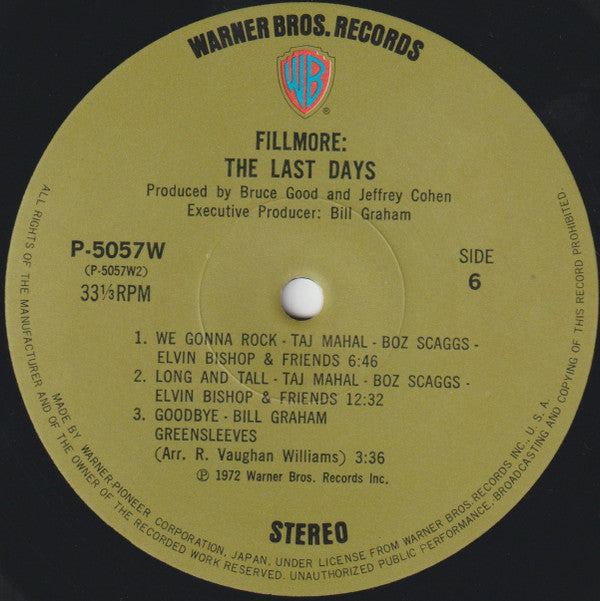 WARNER BROS. RECORDS
WB
®
FILLMORE:
THE LAST DAYS
Produced by Bruce Good and Jeffrey Cohen
Executive Producer: Bill Graham
P-5057W
(P-5057W2)
33⅓RPM
SIDE
6
1. WE GONNA ROCK - TAJ MAHAL - BOZ SCAGGS -
ELVIN BISHOP & FRIENDS 6:46
2. LONG AND TALL - TAJ MAHAL - BOZ SCAGGS -
ELVIN BISHOP & FRIENDS 12:32
3. GOODBYE - BILL GRAHAM
GREENSLEEVES
(Arr. R. Vaughan Williams) 3:36
℗ 1972 Warner Bros. Records Inc.
STEREO
MADE BY WARNER-PIONEER CORPORATION, JAPAN, UNDER LICENSE FROM WARNER BROS. RECORDS INC., U. S. A.
ALL RIGHTS OF THE MANUFACTURER AND OF THE OWNER OF THE RECORDED WORK RESERVED. UNAUTHORIZED PUBLIC PERFORMANCE, BROADCASTING AND COPYING OF THIS RECORD PROHIBITED.